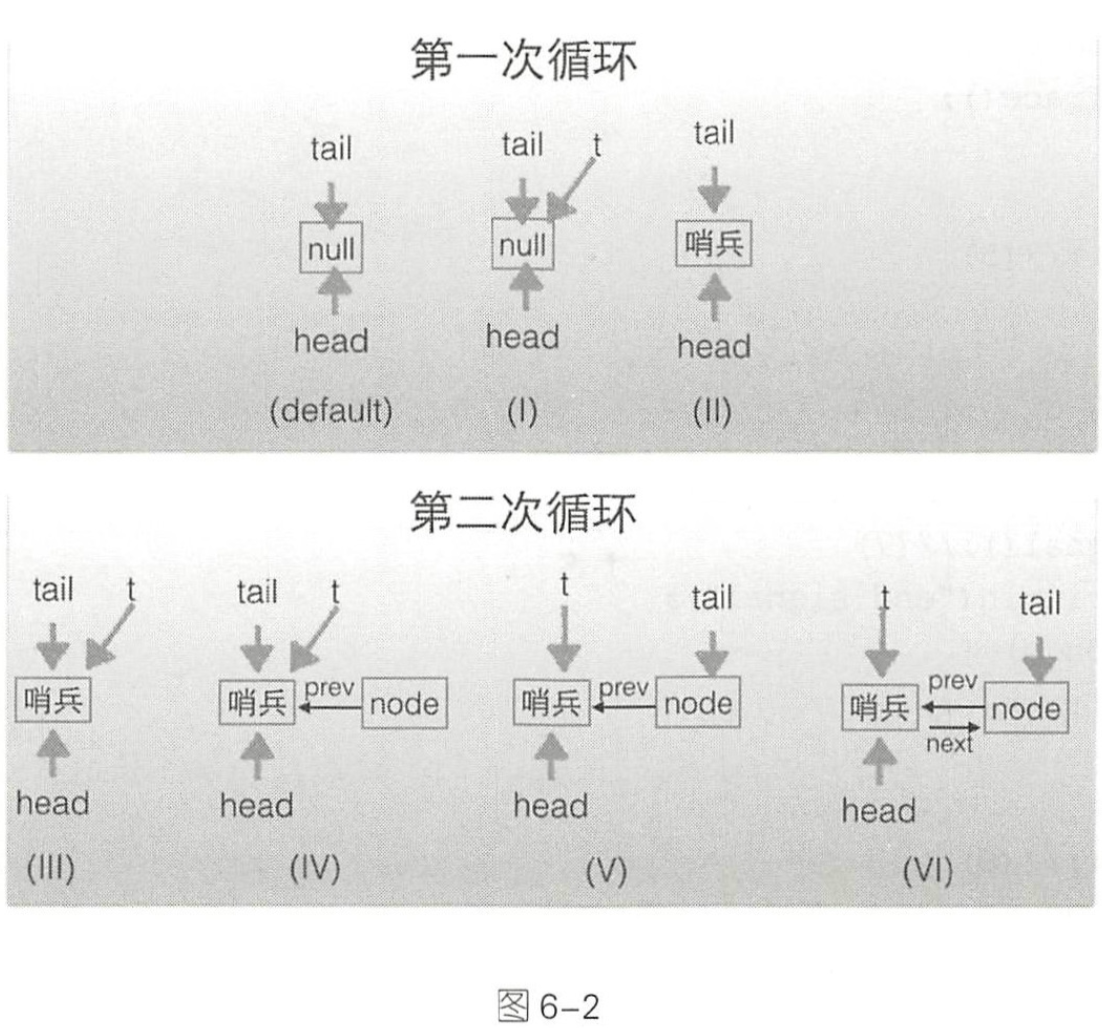 第一次循环
tail tail t tail
null null 哨兵
head head head
(default) (I) (II)
第二次循环
tail t tail t t tail t tail
哨兵 哨兵 prev node 哨兵 prev node 哨兵 prev next node
head head head head
(III) (IV) (V) (VI)
图 6-2